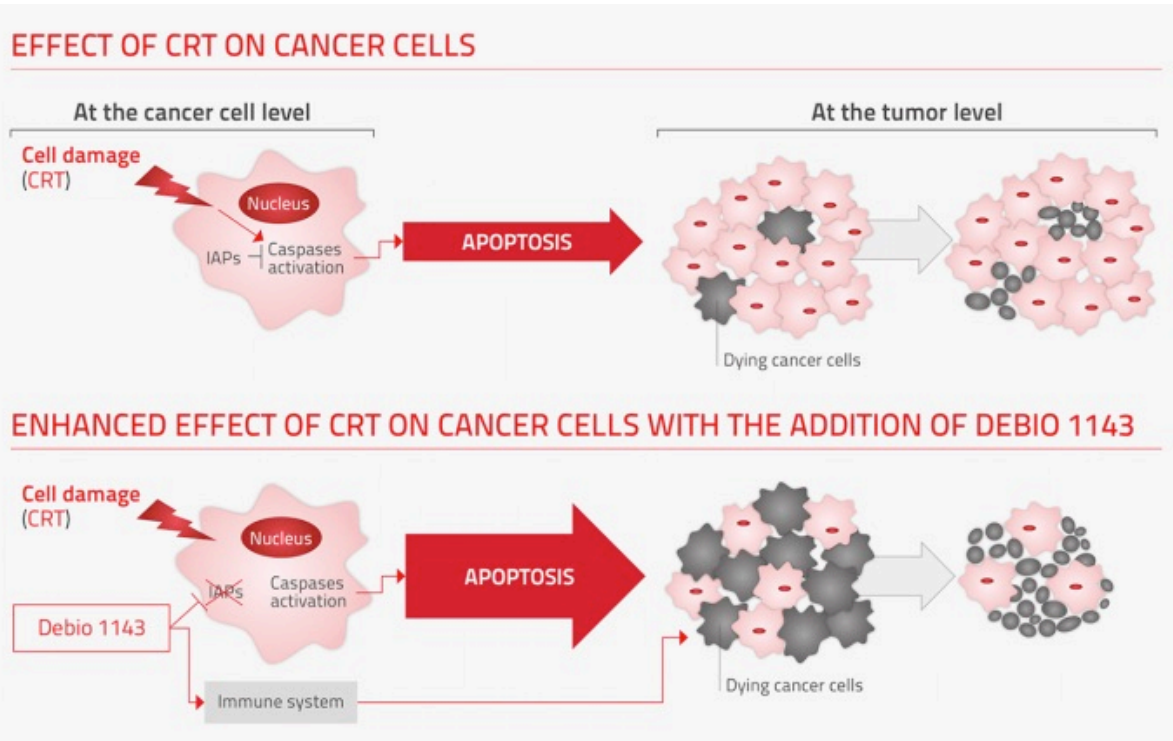 EFFECT OF CRT ON CANCER CELLS
At the cancer cell level
At the tumor level
Cell damage
(CRT)
Nucleus
IAPs
Caspases
activation
APOPTOSIS
Dying cancer cells
ENHANCED EFFECT OF CRT ON CANCER CELLS WITH THE ADDITION OF DEBIO 1143
Cell damage
(CRT)
Nucleus
IAPs
Caspases
activation
APOPTOSIS
Debio 1143
Immune system
Dying cancer cells